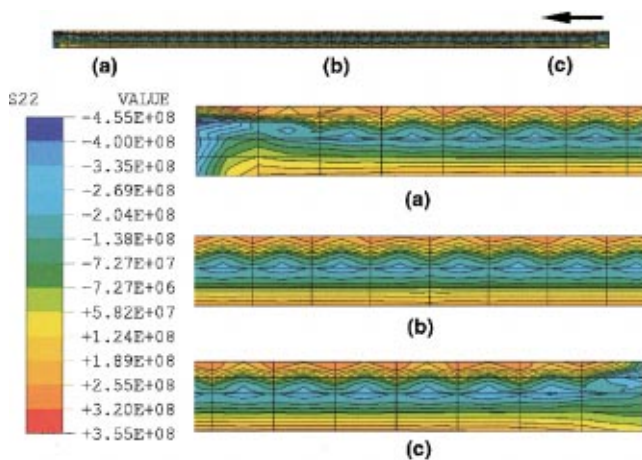 (a) (b) (c)
S22 VALUE
-4.55E+08
-4.00E+08
-3.35E+08
-2.69E+08
-2.04E+08
-1.38E+08
-7.27E+07
-7.27E+06
+5.82E+07
+1.24E+08
+1.89E+08
+2.55E+08
+3.20E+08
+3.55E+08
(a)
(b)
(c)